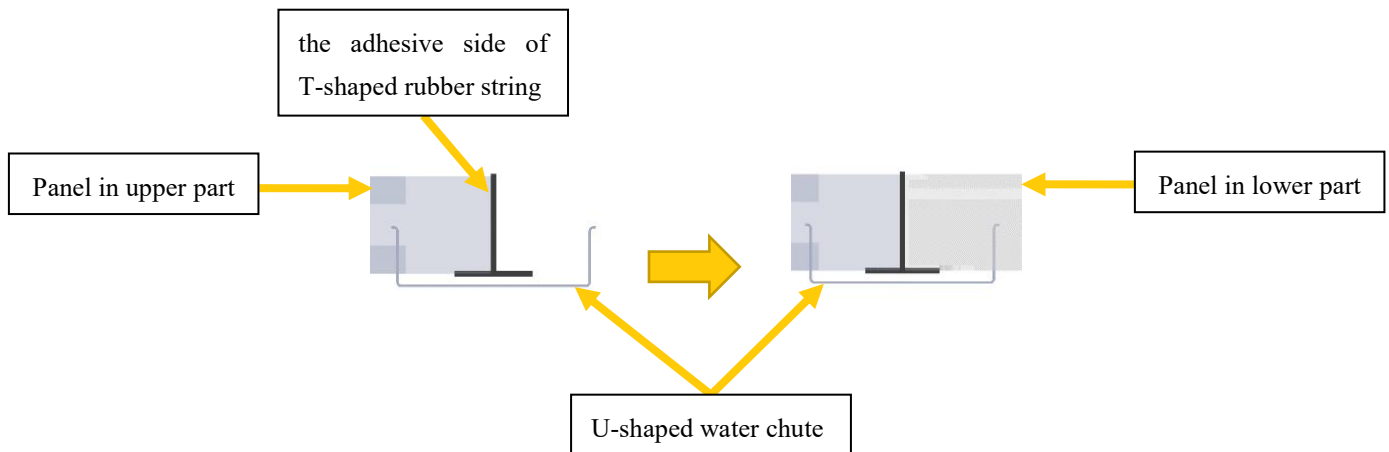 the adhesive side of
T-shaped rubber string
Panel in upper part
Panel in lower part
U-shaped water chute